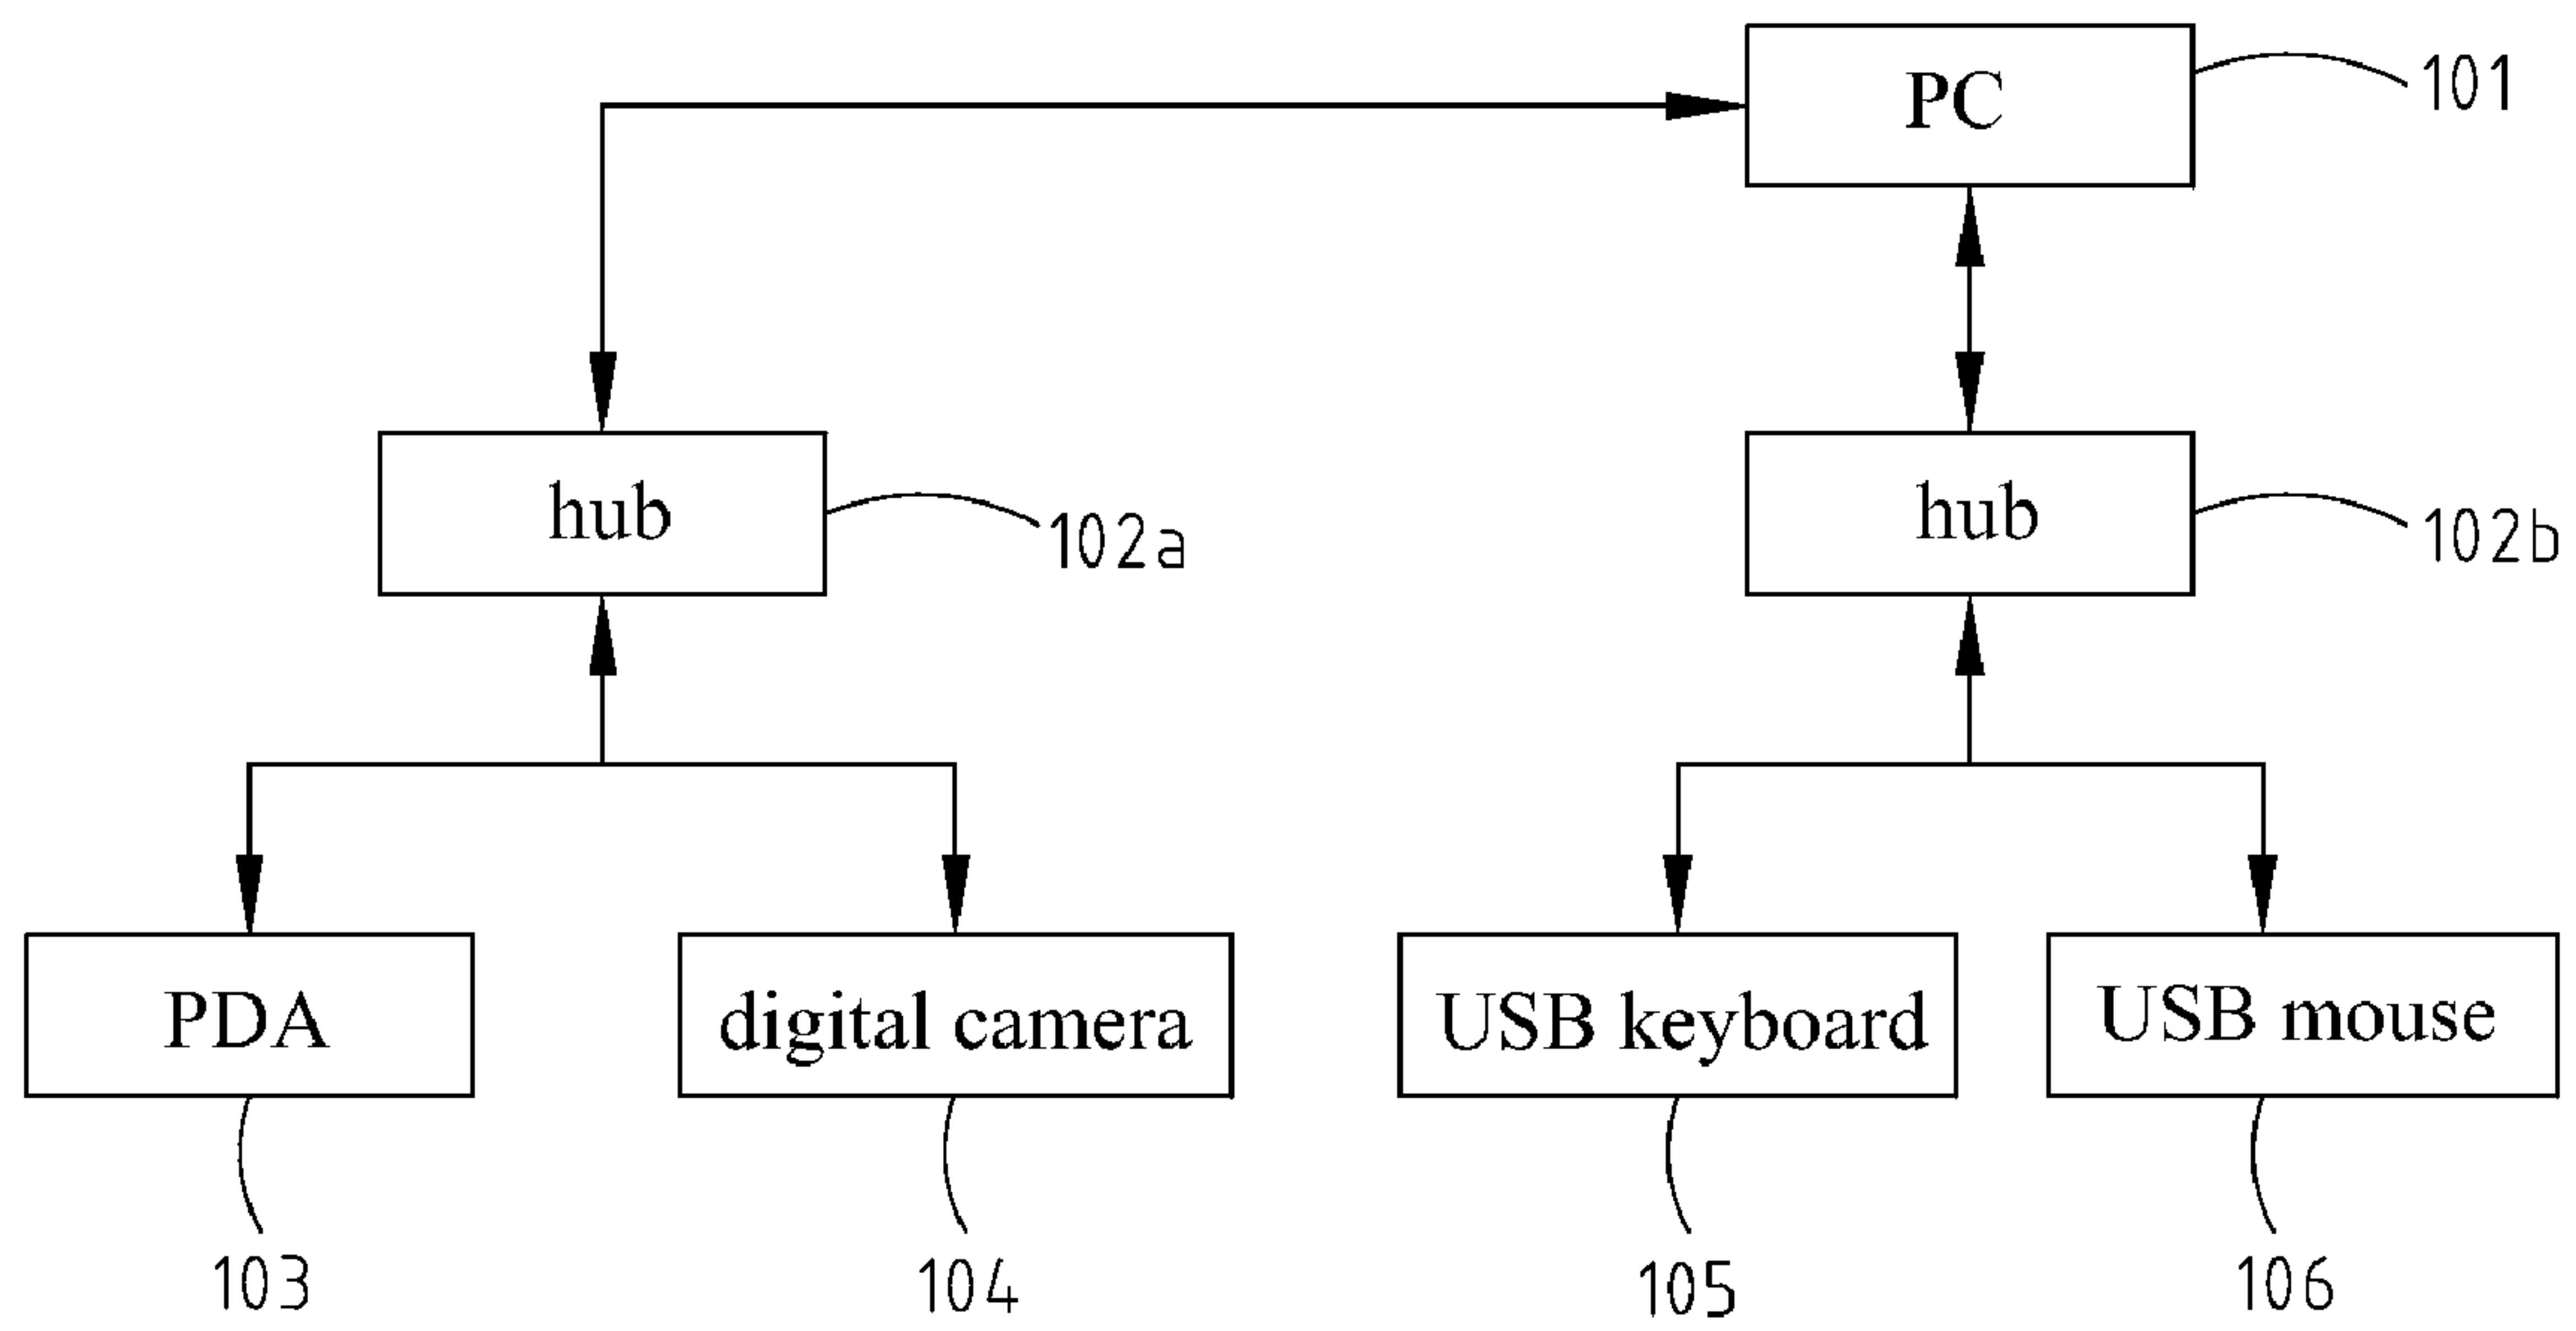 PC
101
hub
102a
hub
102b
PDA
digital camera
USB keyboard
USB mouse
103
104
105
106